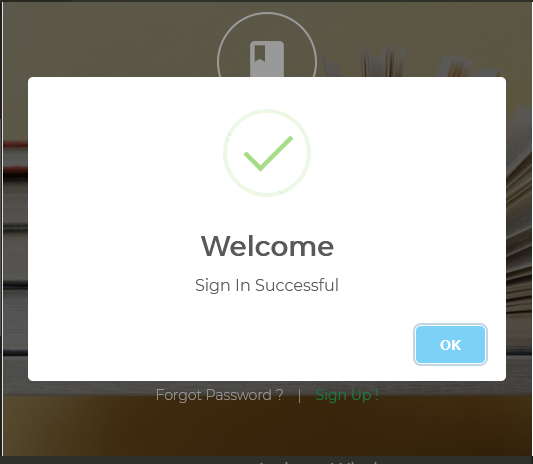 Welcome
Sign In Successful
OK
Forgot Password ? | Sign Up !